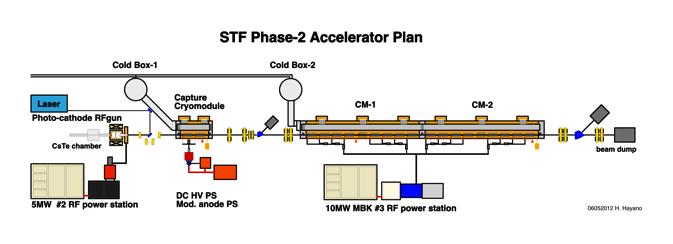 STF Phase-2 Accelerator Plan
Cold Box-1
Cold Box-2
Laser
Capture
Cryomodule
CM-1
CM-2
Photo-cathode RFgun
CsTe chamber
beam dump
DC HV PS
Mod. anode PS
5MW #2 RF power station
10MW MBK #3 RF power station
06052012 H. Hayano